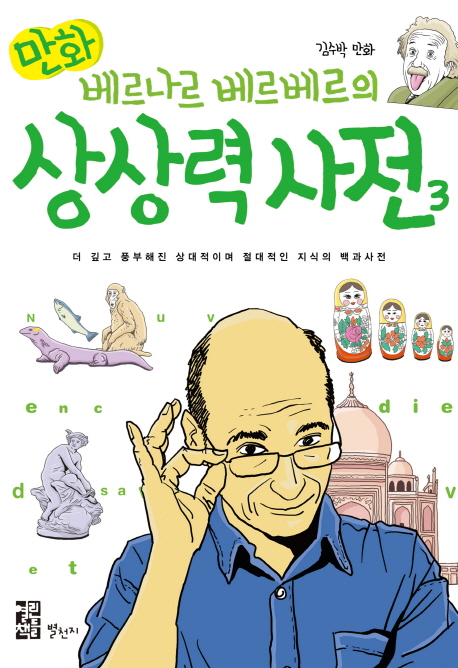 만화
김수박 만화
베르나르 베르베르의
상상력 사전 3
더 깊고 풍부해진 상대적이며 절대적인 지식의 백과사전
N u v
enc die
d sav v
et
열린책들
별천지